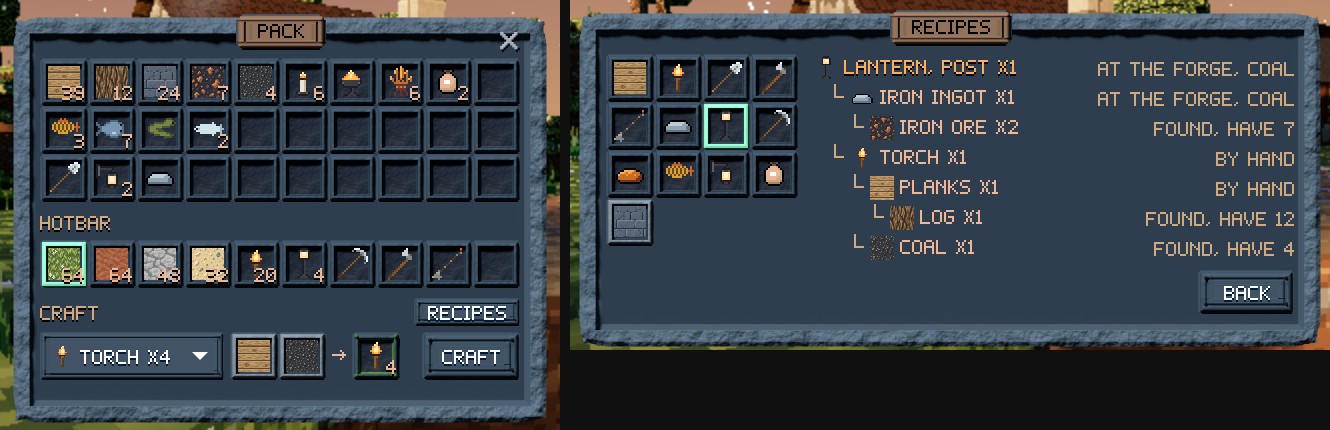 PACK
39 12 24 7 4 6 6 2
3 7 2
2
HOTBAR
64 64 48 32 20 4
CRAFT
RECIPES
TORCH X4
4
CRAFT
RECIPES
LANTERN, POST X1 AT THE FORGE, COAL
IRON INGOT X1 AT THE FORGE, COAL
IRON ORE X2 FOUND, HAVE 7
TORCH X1 BY HAND
PLANKS X1 BY HAND
LOG X1 FOUND, HAVE 12
COAL X1 FOUND, HAVE 4
BACK